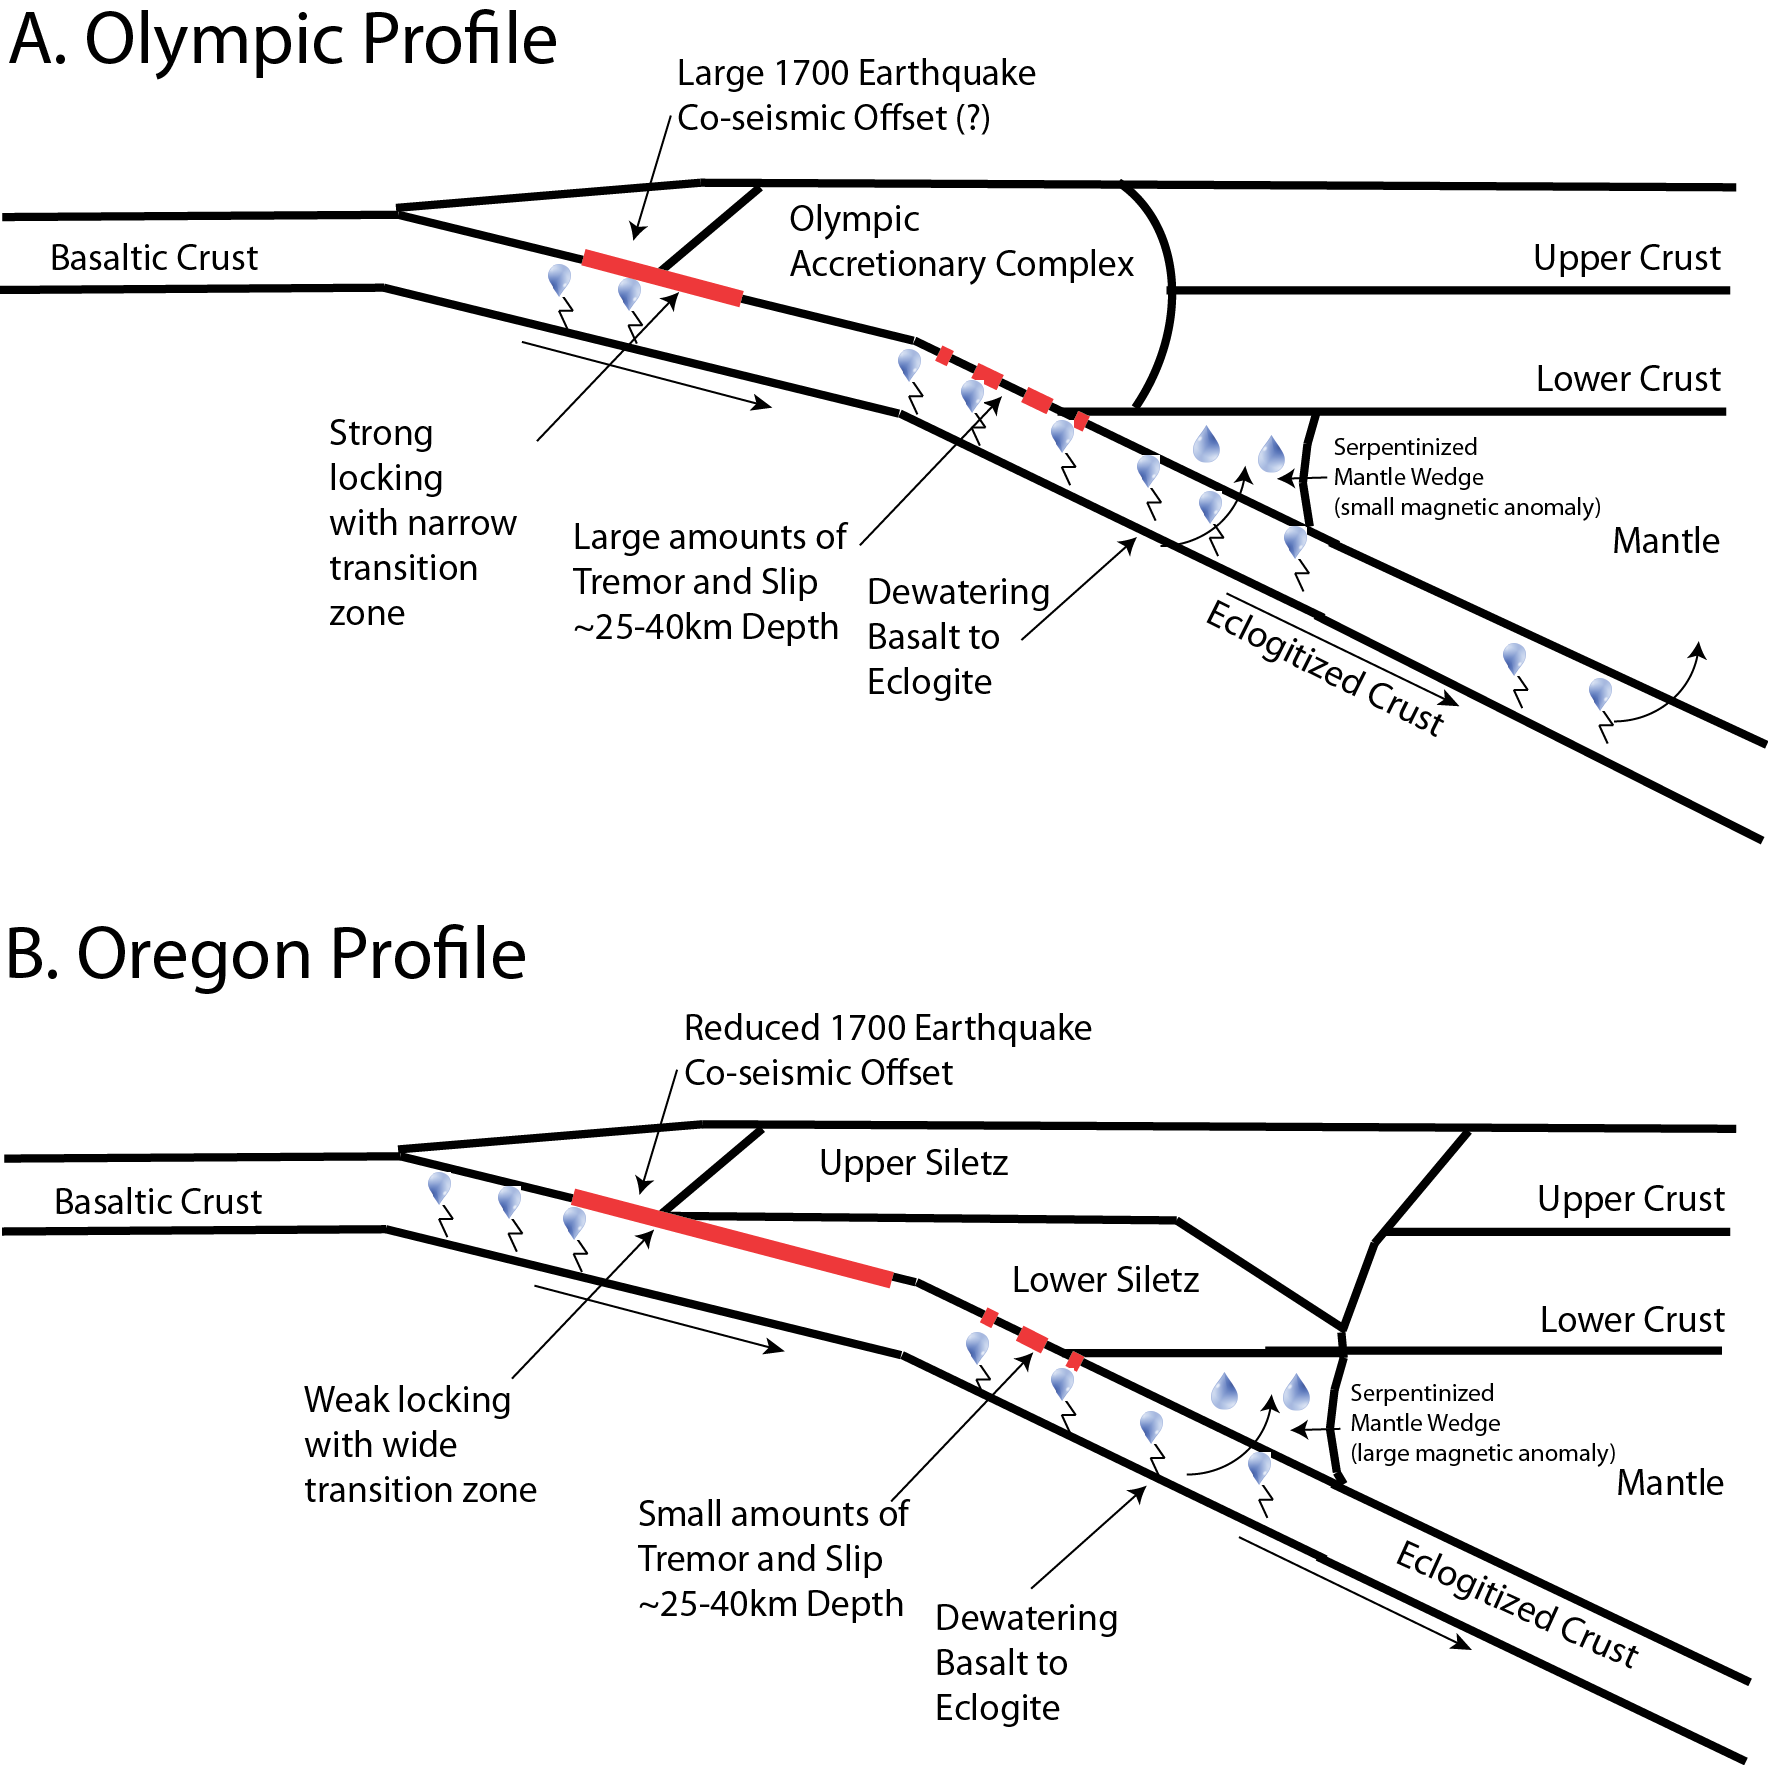 A. Olympic Profile
Large 1700 Earthquake
Co-seismic Offset (?)
Basaltic Crust
Olympic
Accretionary Complex
Upper Crust
Lower Crust
Strong
locking
with narrow
transition
zone
Large amounts of
Tremor and Slip
~25-40km Depth
Dewatering
Basalt to
Eclogite
Serpentinized
Mantle Wedge
(small magnetic anomaly)
Mantle
Eclogitized Crust
B. Oregon Profile
Reduced 1700 Earthquake
Co-seismic Offset
Basaltic Crust
Upper Siletz
Lower Siletz
Upper Crust
Lower Crust
Weak locking
with wide
transition zone
Small amounts of
Tremor and Slip
~25-40km Depth
Dewatering
Basalt to
Eclogite
Serpentinized
Mantle Wedge
(large magnetic anomaly)
Mantle
Eclogitized Crust